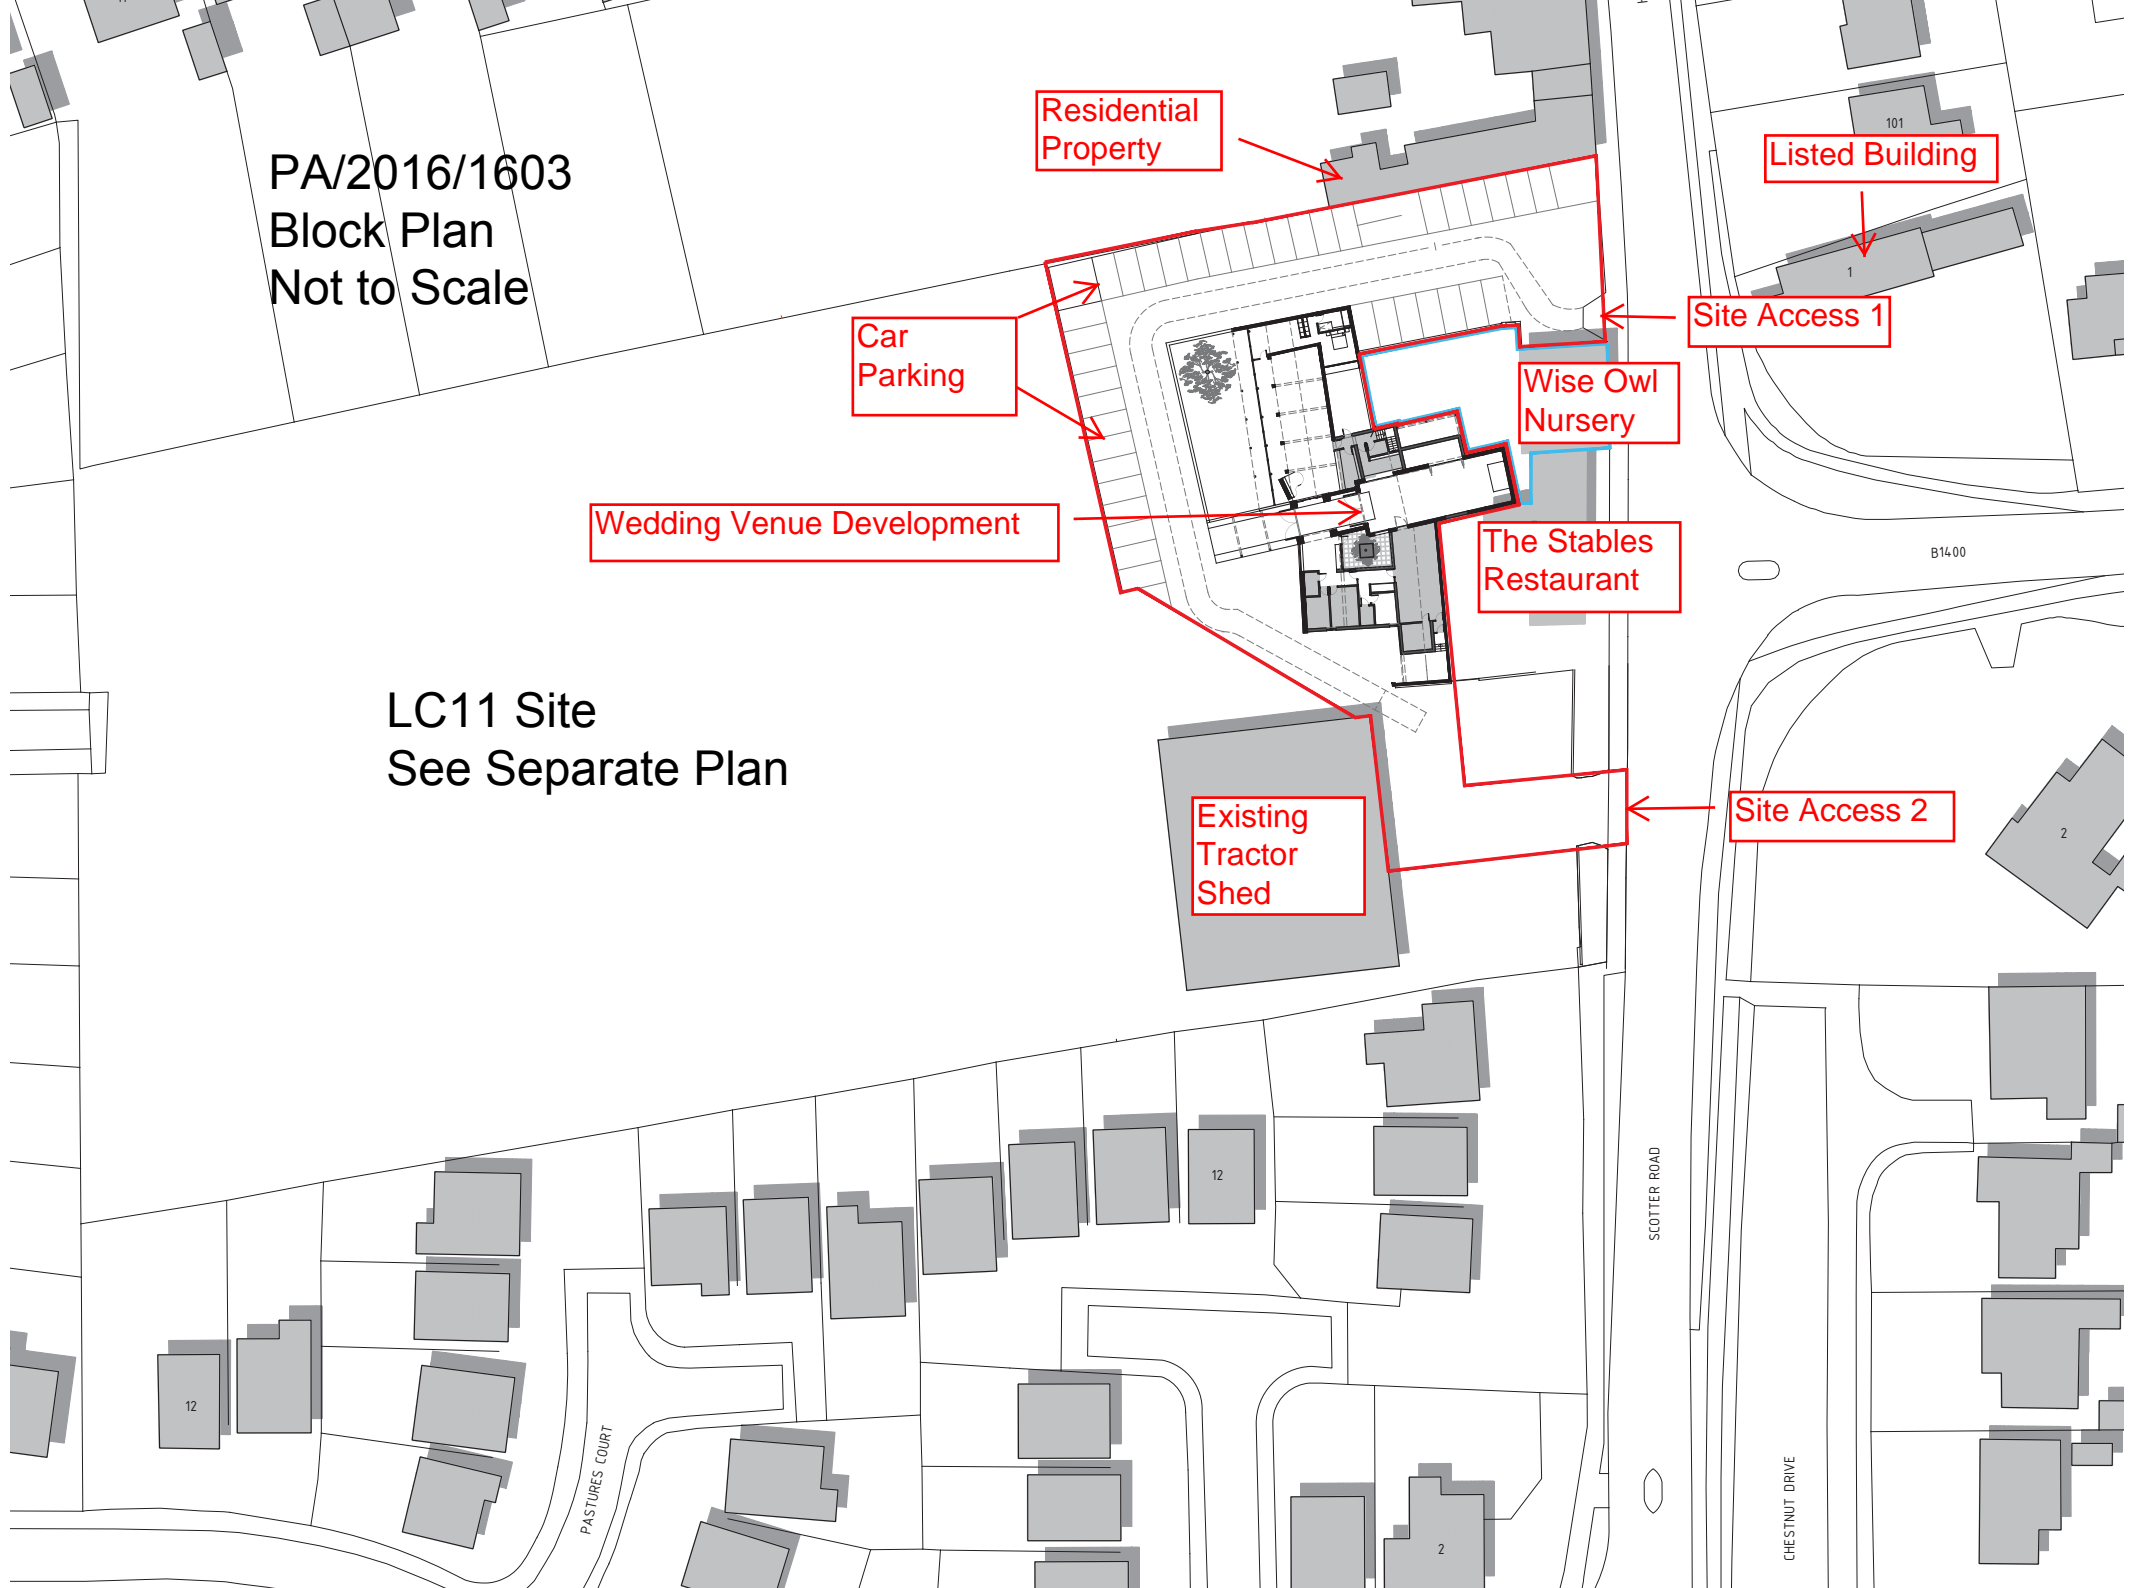 PA/2016/1603
Block Plan
Not to Scale
Residential
Property
101
Listed Building
1
Car
Parking
Site Access 1
Wise Owl
Nursery
Wedding Venue Development
The Stables
Restaurant
B1400
LC11 Site
See Separate Plan
Existing
Tractor
Shed
Site Access 2
2
12
SCOTTER ROAD
12
PASTURES COURT
CHESTNUT DRIVE
2